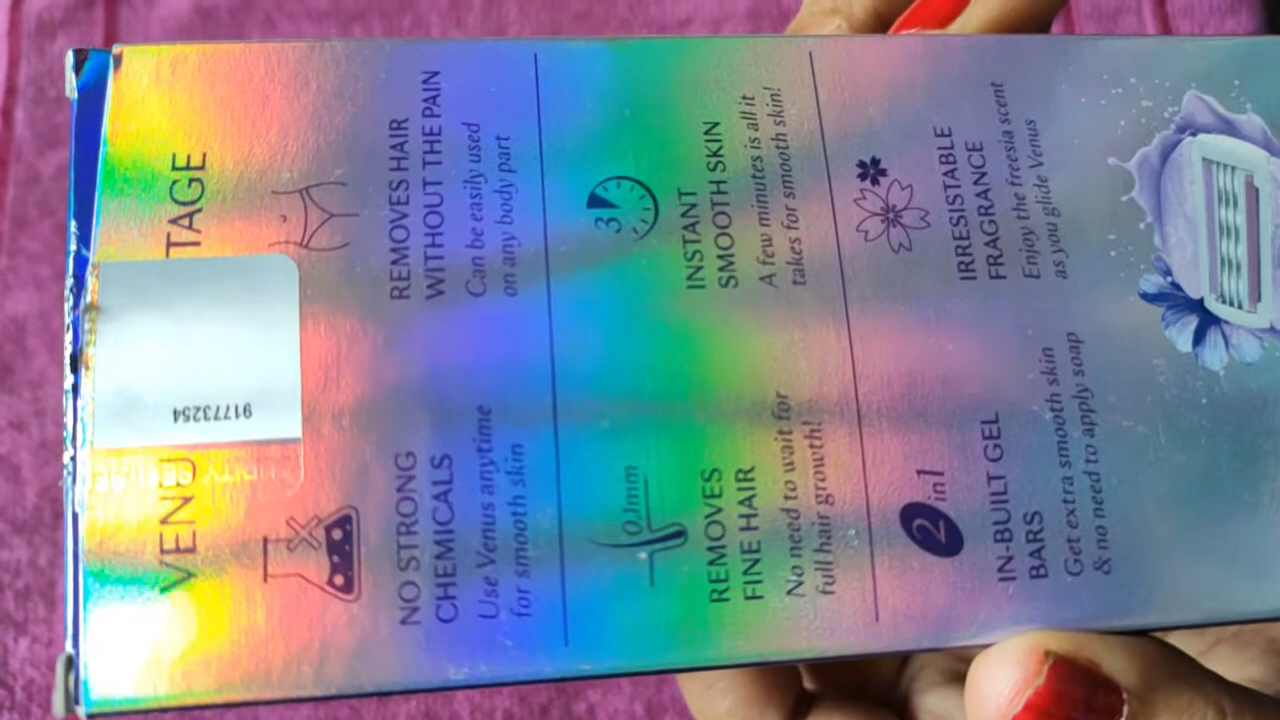 VENU TAGE
91773254
NO STRONG
CHEMICALS
Use Venus anytime
for smooth skin
REMOVES HAIR
WITHOUT THE PAIN
Can be easily used
on any body part
0.1mm
REMOVES
FINE HAIR
No need to wait for
full hair growth!
3
INSTANT
SMOOTH SKIN
A few minutes is all it
takes for smooth skin!
2 in 1
IN-BUILT GEL
BARS
Get extra smooth skin
& no need to apply soap
IRRESISTABLE
FRAGRANCE
Enjoy the freesia scent
as you glide Venus